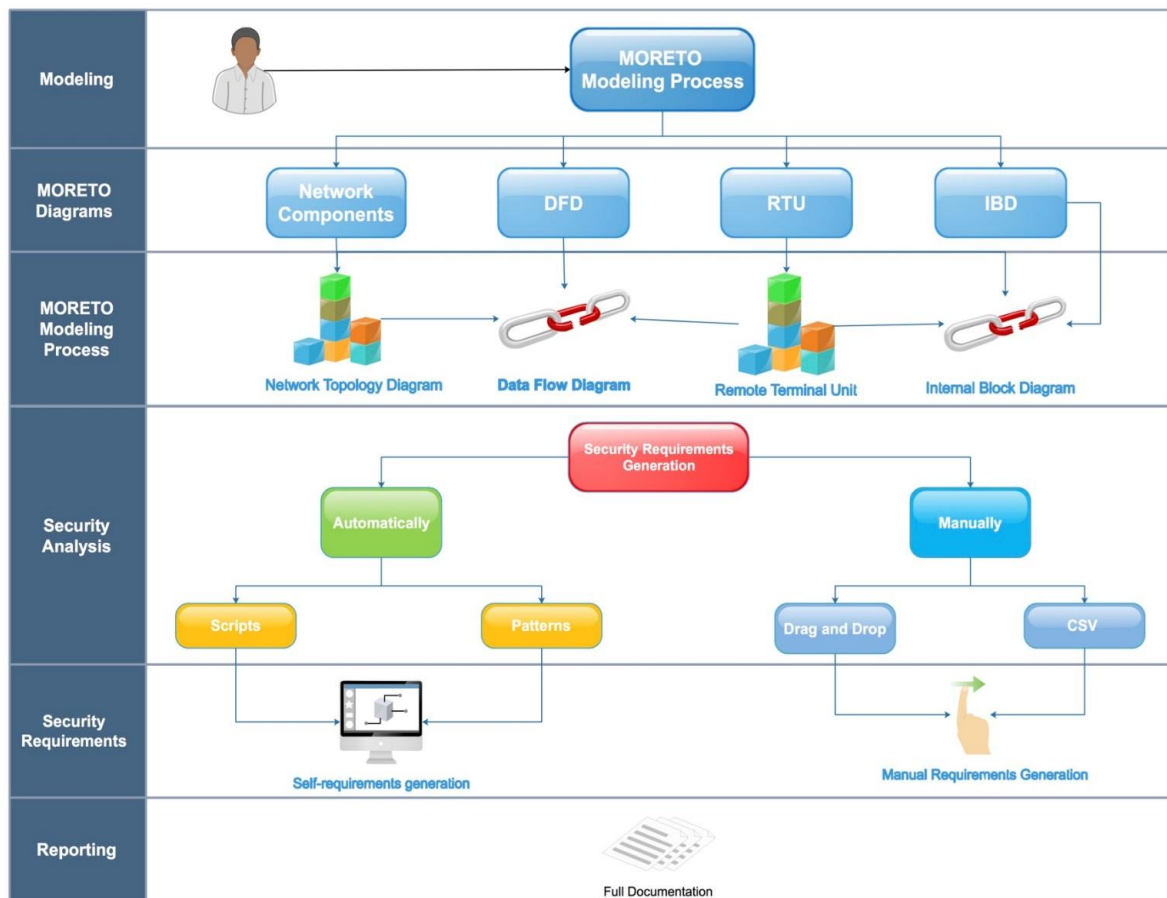 Modeling
MORETO
Modeling Process
MORETO
Diagrams
Network
Components
DFD
RTU
IBD
MORETO
Modeling
Process
Network Topology Diagram
Data Flow Diagram
Remote Terminal Unit
Internal Block Diagram
Security
Analysis
Security Requirements
Generation
Automatically
Manually
Scripts
Patterns
Drag and Drop
CSV
Security
Requirements
Self-requirements generation
Manual Requirements Generation
Reporting
Full Documentation